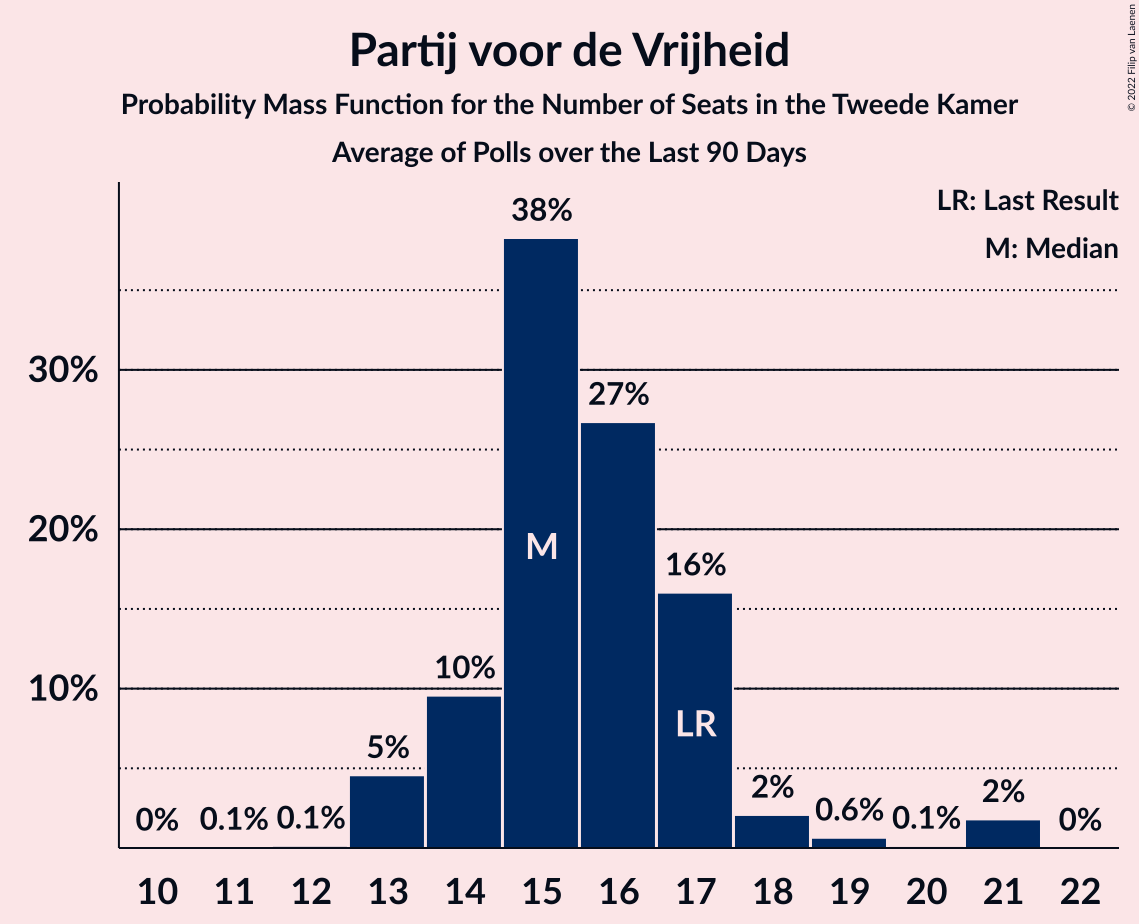 Partij voor de Vrijheid
Probability Mass Function for the Number of Seats in the Tweede Kamer
Average of Polls over the Last 90 Days
© 2022 Filip van Laenen
LR: Last Result
M: Median
38%
30%
27%
20%
M
16%
10%
10%
LR
5%
2%
2%
0%
0.1%
0.1%
0.6%
0.1%
0%
10 11 12 13 14 15 16 17 18 19 20 21 22